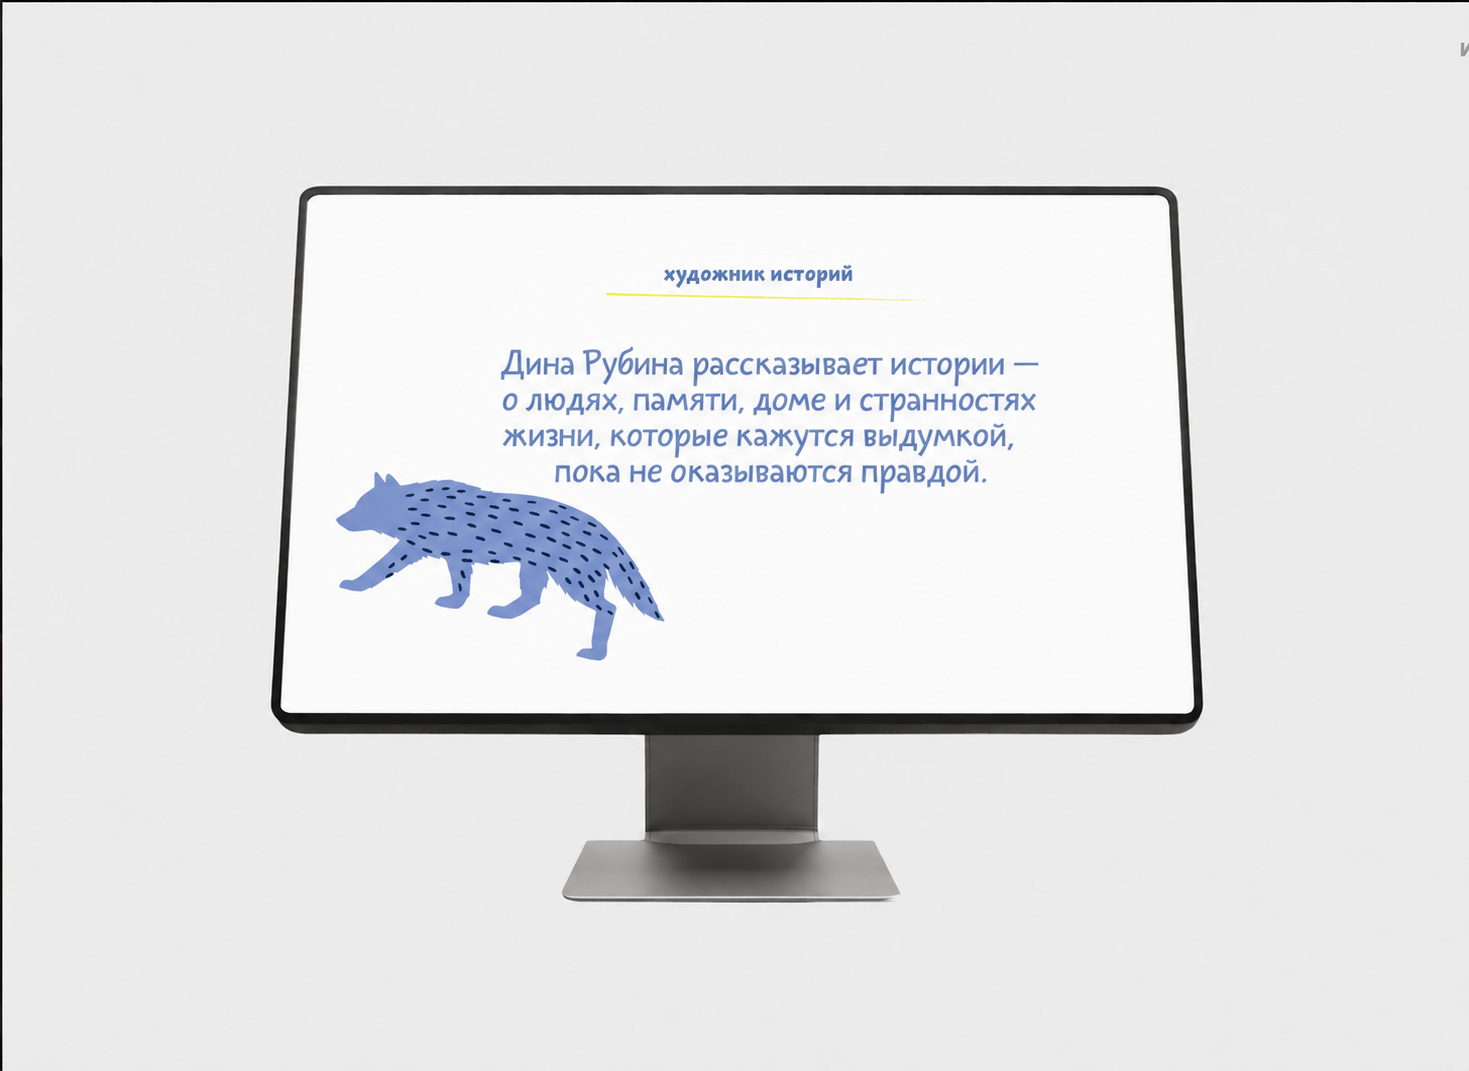 художник историй
Дина Рубина рассказывает истории —
о людях, памяти, доме и странностях
жизни, которые кажутся выдумкой,
пока не оказываются правдой.